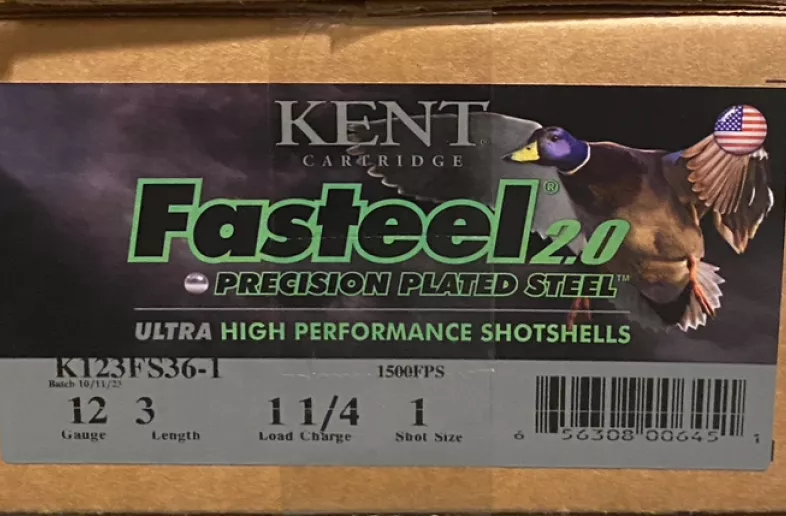 KENT®
CARTRIDGE
Fasteel® 2.0
PRECISION PLATED STEEL™
ULTRA HIGH PERFORMANCE SHOTSHELLS
K123FS36-1 1500FPS
Batch 10/11/23
12 3 1 1/4 1
Gauge Length Load Charge Shot Size
6 56308 00645 1